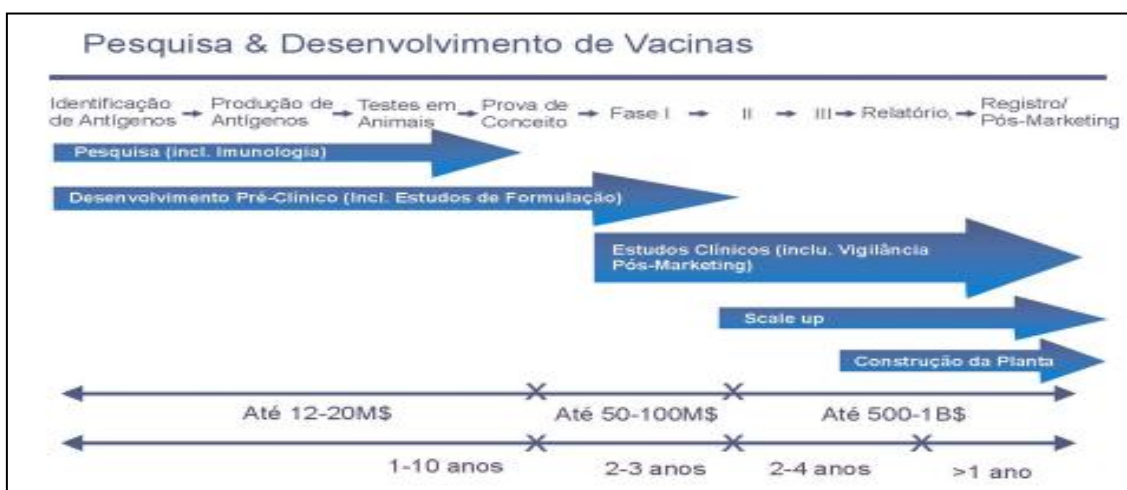 Pesquisa & Desenvolvimento de Vacinas
Identificação de Antígenos → Produção de Antígenos → Testes em Animais → Prova de Conceito → Fase I → II → III → Relatório, → Registro/ Pós-Marketing
Pesquisa (incl. Imunologia)
Desenvolvimento Pré-Clínico (Incl. Estudos de Formulação)
Estudos Clínicos (inclu. Vigilância
Pós-Marketing)
Scale up
Construção da Planta
Até 12-20M$ Até 50-100M$ Até 500-1B$
1-10 anos 2-3 anos 2-4 anos >1 ano